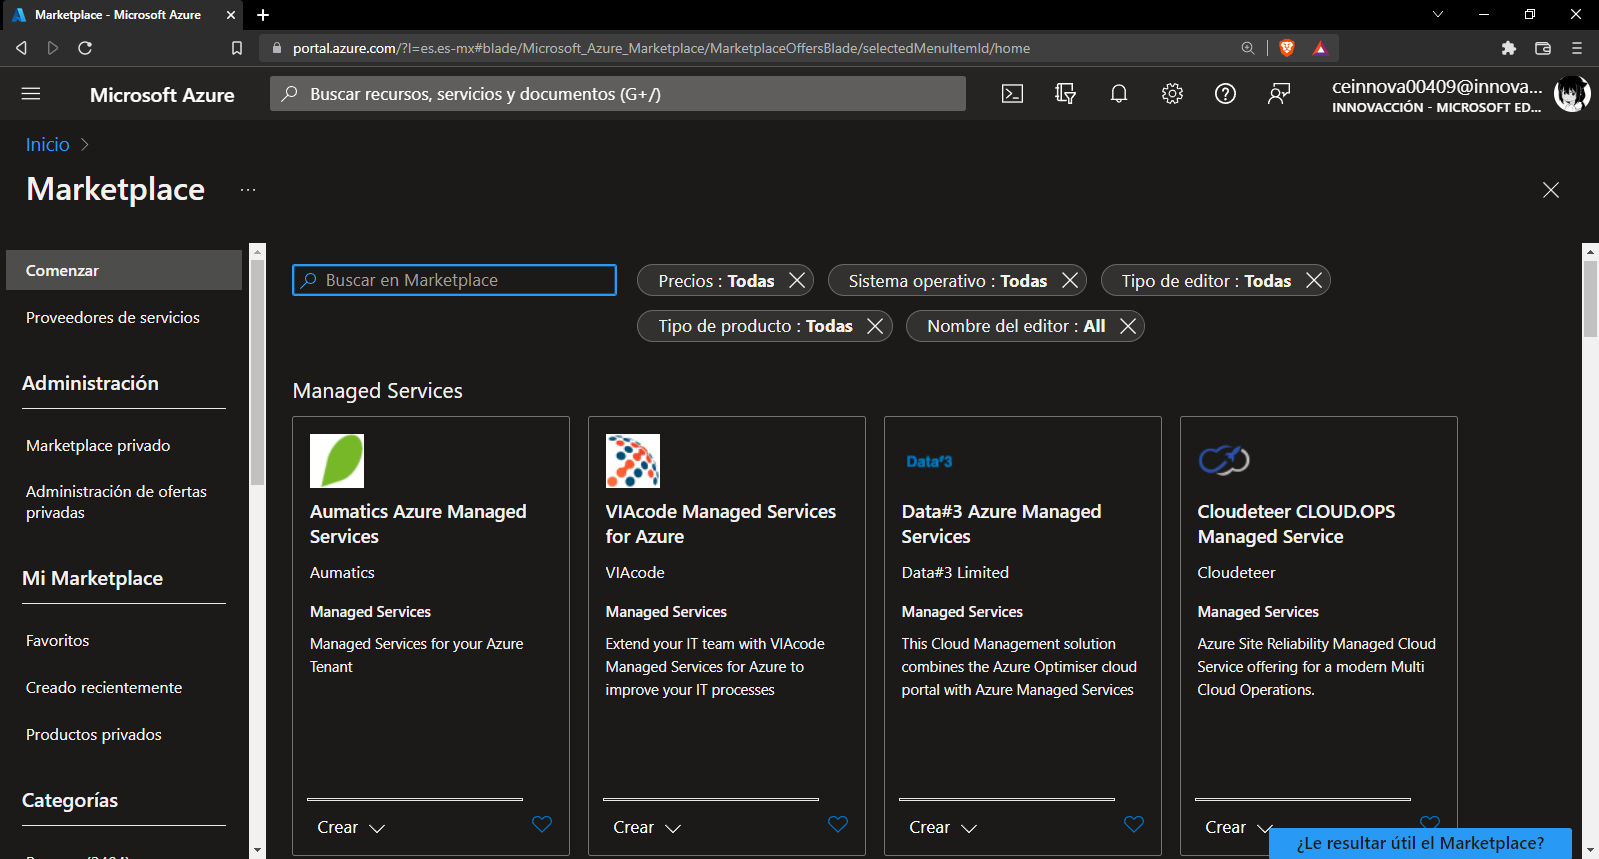 Marketplace - Microsoft Azure
portal.azure.com/?l=es.es-mx#blade/Microsoft_Azure_Marketplace/MarketplaceOffersBlade/selectedMenuItemId/home
Microsoft Azure
Buscar recursos, servicios y documentos (G+/)
ceinnova00409@innova...
INNOVACCIÓN - MICROSOFT ED...
Inicio
Marketplace
...
Comenzar
Proveedores de servicios
Administración
Marketplace privado
Administración de ofertas
privadas
Mi Marketplace
Favoritos
Creado recientemente
Productos privados
Categorías
Buscar en Marketplace
Precios : Todas
Sistema operativo : Todas
Tipo de editor : Todas
Tipo de producto : Todas
Nombre del editor : All
Managed Services
Aumatics Azure Managed
Services
Aumatics
Managed Services
Managed Services for your Azure
Tenant
Crear
VIAcode Managed Services
for Azure
VIAcode
Managed Services
Extend your IT team with VIAcode
Managed Services for Azure to
improve your IT processes
Crear
Data#3
Data#3 Azure Managed
Services
Data#3 Limited
Managed Services
This Cloud Management solution
combines the Azure Optimiser cloud
portal with Azure Managed Services
Crear
Cloudeteer CLOUD.OPS
Managed Service
Cloudeteer
Managed Services
Azure Site Reliability Managed Cloud
Service offering for a modern Multi
Cloud Operations.
Crear
¿Le resultar útil el Marketplace?